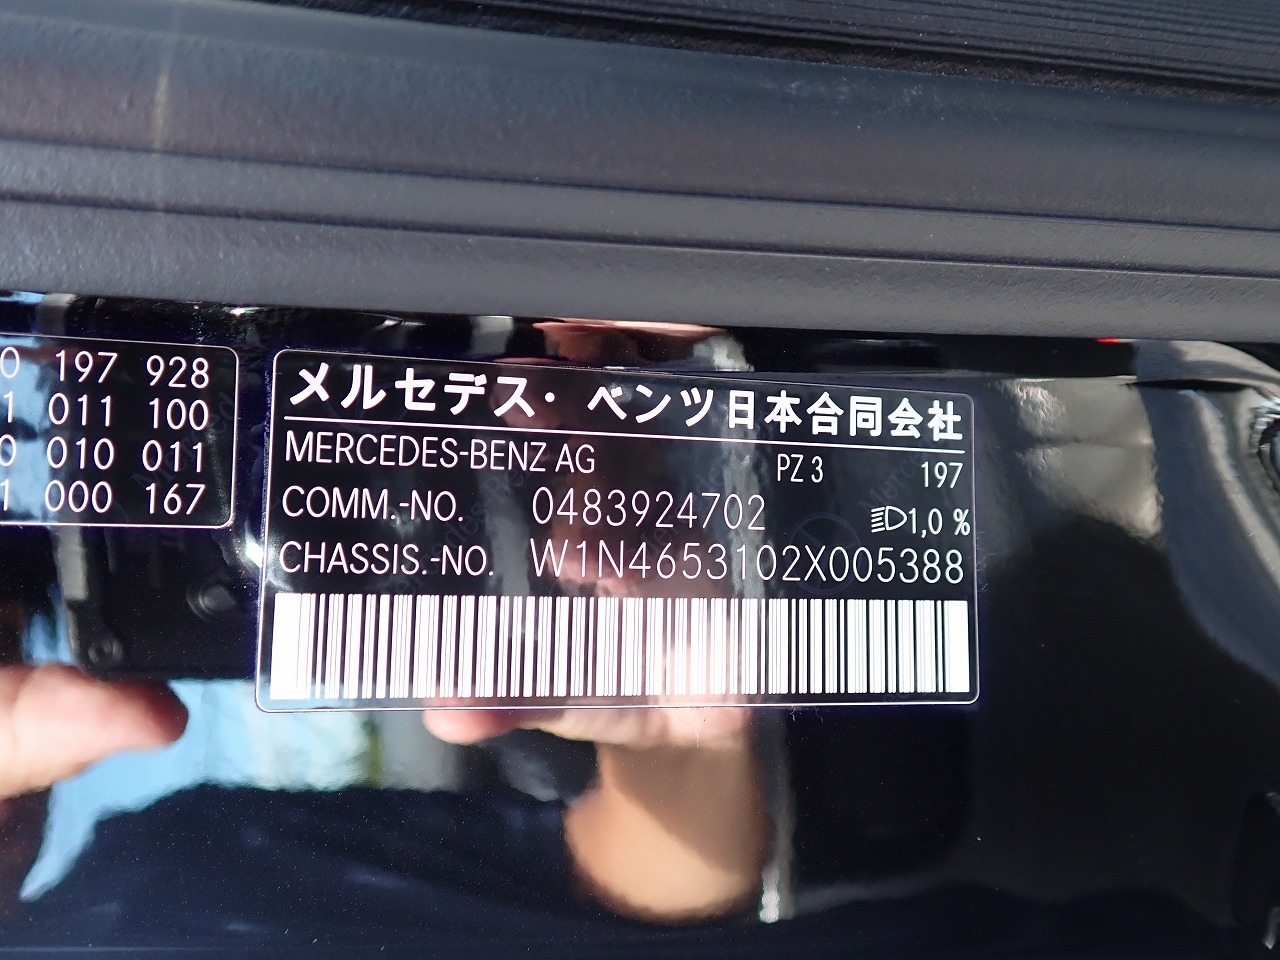 0 197 928
1 011 100
0 010 011
1 000 167
メルセデス・ベンツ日本合同会社
MERCEDES-BENZ AG PZ 3 197
COMM.-NO. 0483924702 1,0 %
CHASSIS.-NO. W1N4653102X005388